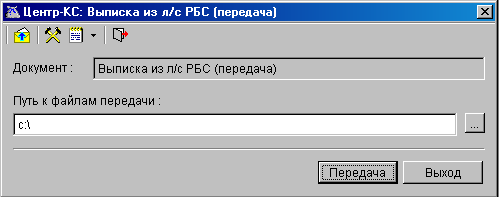 Центр-КС: Выписка из л/с РБС (передача)
Документ : Выписка из л/с РБС (передача)
Путь к файлам передачи :
c:\ ...
Передача Выход